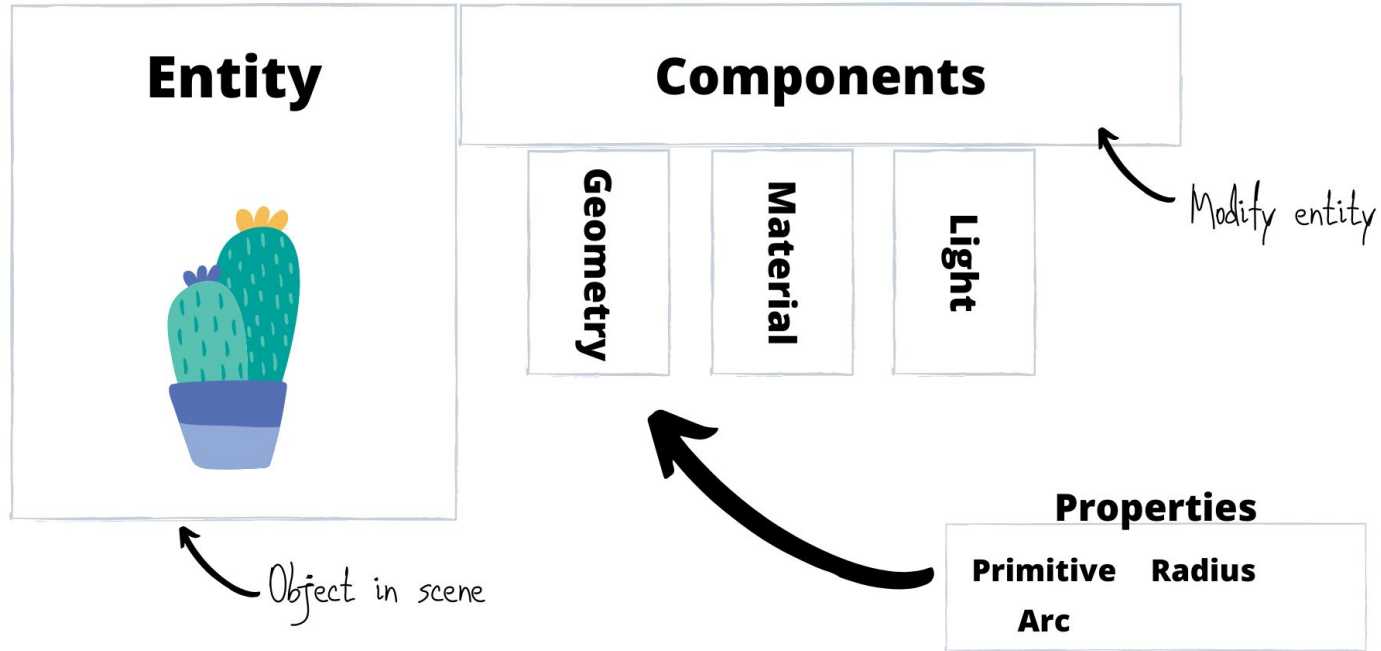 Entity
Components
Geometry
Material
Light
Modify entity
Object in scene
Properties
Primitive Radius
Arc